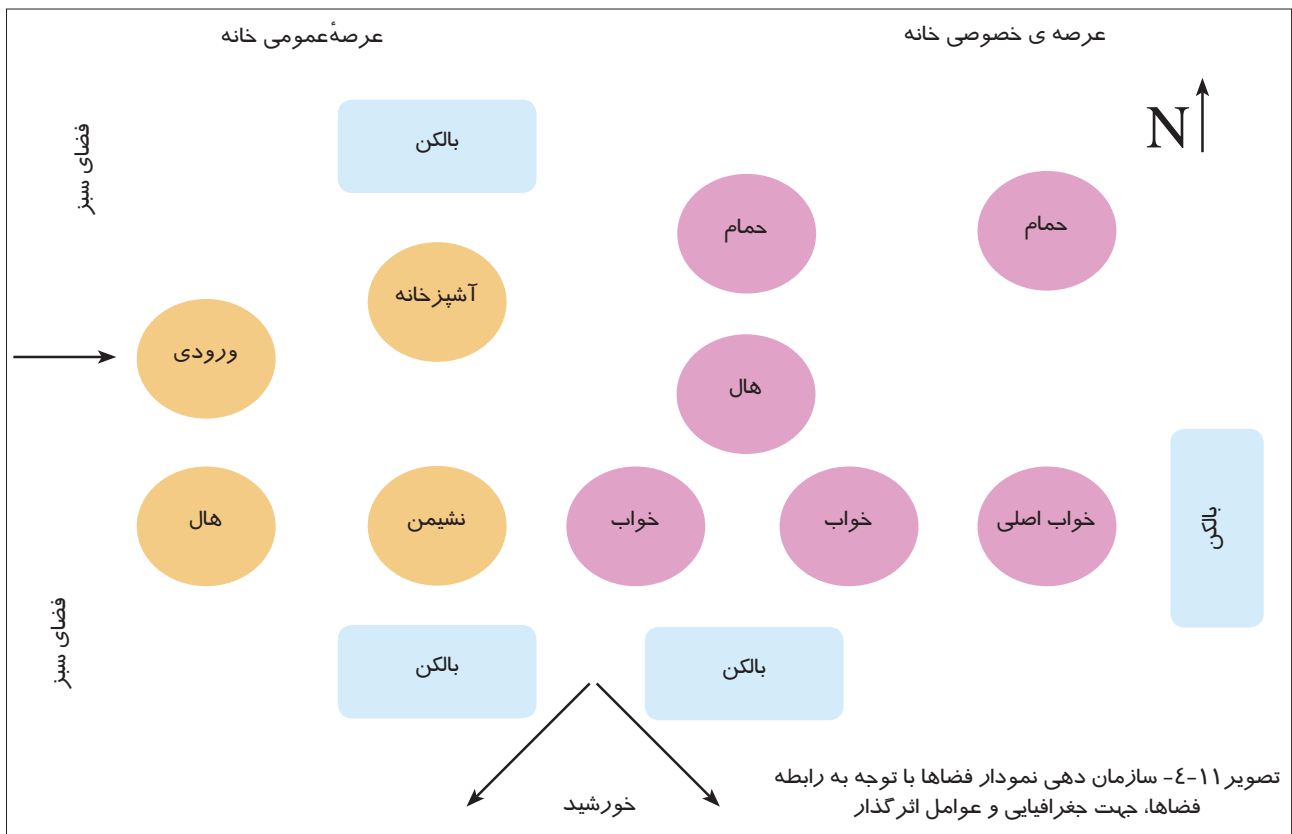 عرصه ی خصوصی خانه
عرصهٔ عمومی خانه
N
فضای سبز
بالکن
حمام
حمام
آشپزخانه
ورودی
هال
بالکن
خواب اصلی
خواب
خواب
نشیمن
هال
فضای سبز
بالکن
بالکن
خورشید
تصویر ۱۱-٤- سازمان دهی نمودار فضاها با توجه به رابطه
فضاها، جهت جغرافیایی و عوامل اثرگذار